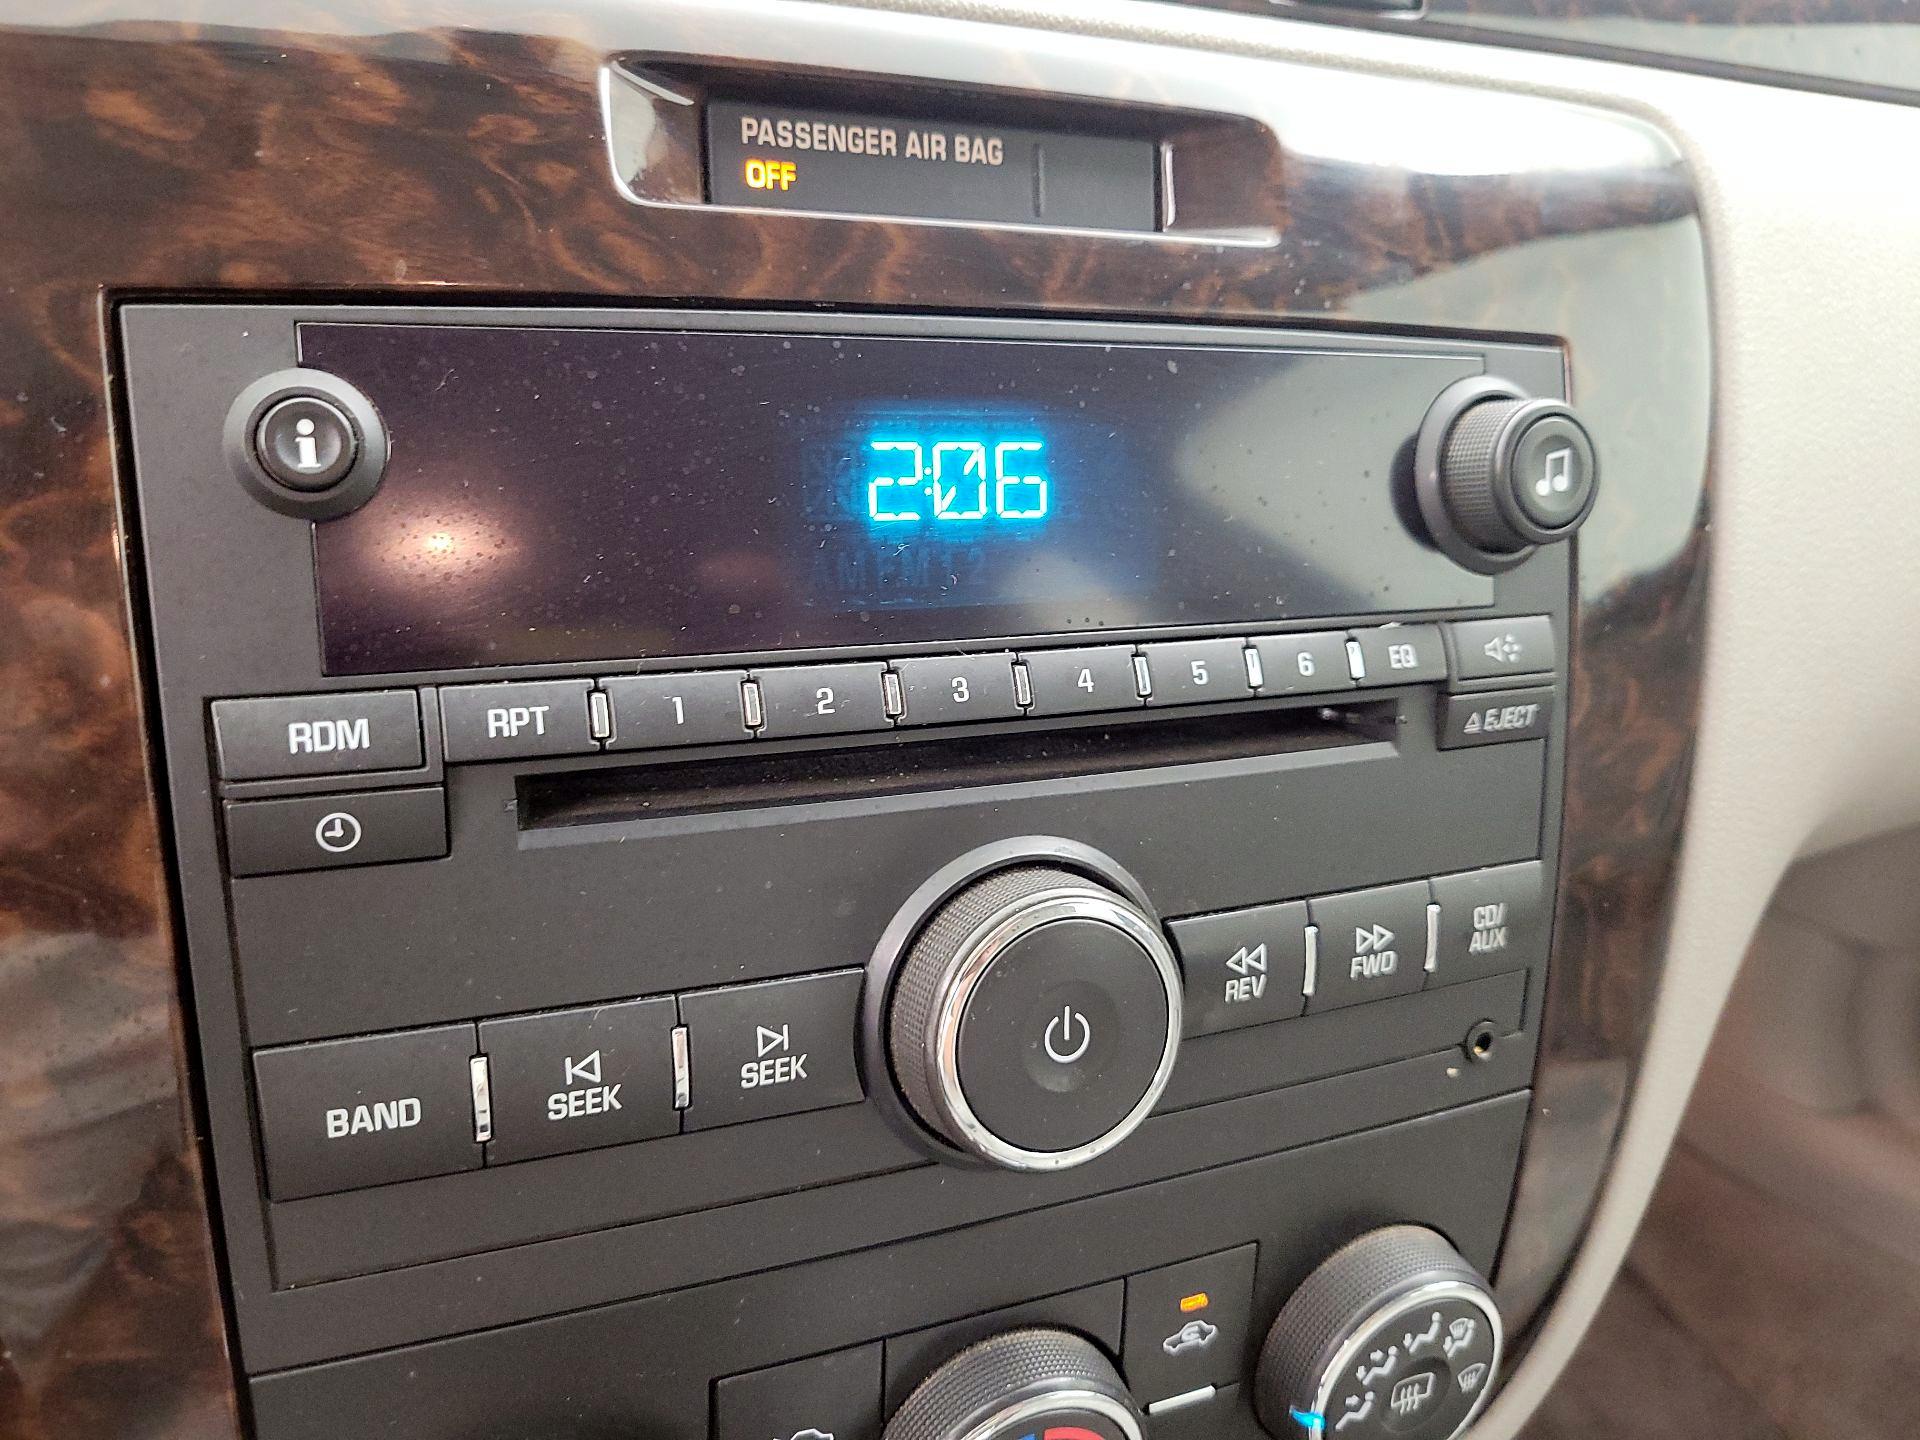 PASSENGER AIR BAG
OFF
i
2:06
RDM
RPT
1
2
3
4
5
6
EQ
EJECT
BAND
SEEK
SEEK
REV
FWD
CD/
AUX